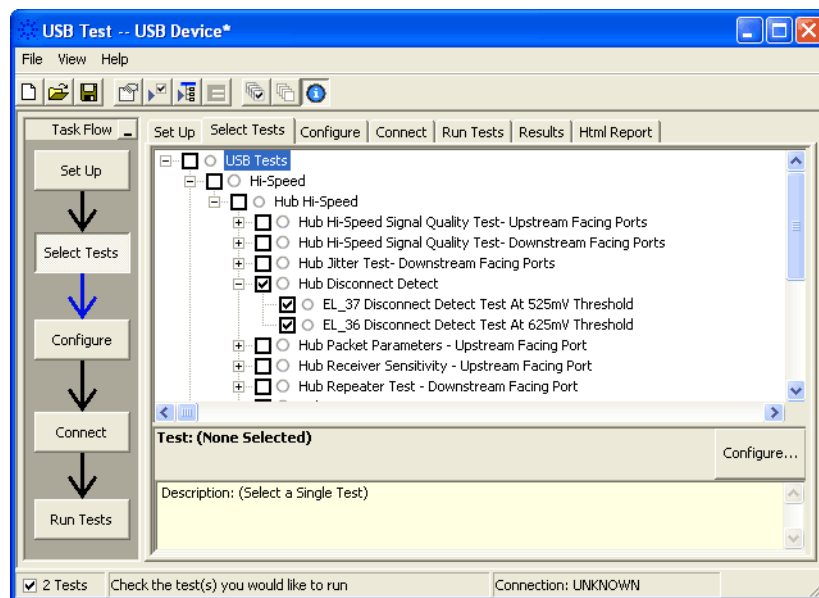 USB Test -- USB Device*
File View Help
Task Flow
Set Up
Select Tests
Configure
Connect
Run Tests
Set Up Select Tests Configure Connect Run Tests Results Html Report
USB Tests
Hi-Speed
Hub Hi-Speed
Hub Hi-Speed Signal Quality Test- Upstream Facing Ports
Hub Hi-Speed Signal Quality Test- Downstream Facing Ports
Hub Jitter Test- Downstream Facing Ports
Hub Disconnect Detect
EL_37 Disconnect Detect Test At 525mV Threshold
EL_36 Disconnect Detect Test At 625mV Threshold
Hub Packet Parameters - Upstream Facing Port
Hub Receiver Sensitivity - Upstream Facing Port
Hub Repeater Test - Downstream Facing Port
Test: (None Selected)
Configure...
Description: (Select a Single Test)
2 Tests Check the test(s) you would like to run Connection: UNKNOWN